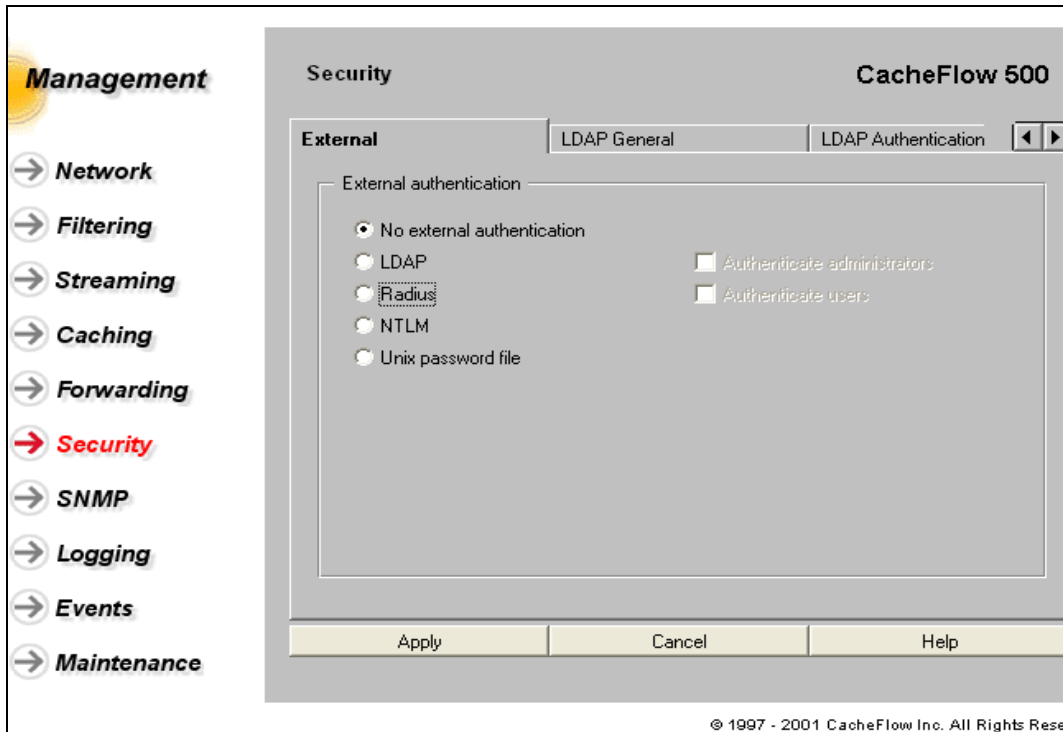 Management
Network
Filtering
Streaming
Caching
Forwarding
Security
SNMP
Logging
Events
Maintenance
Security
CacheFlow 500
External
LDAP General
LDAP Authentication
External authentication
No external authentication
LDAP
Authenticate administrators
Radius
Authenticate users
NTLM
Unix password file
Apply
Cancel
Help
© 1997 - 2001 CacheFlow Inc. All Rights Rese